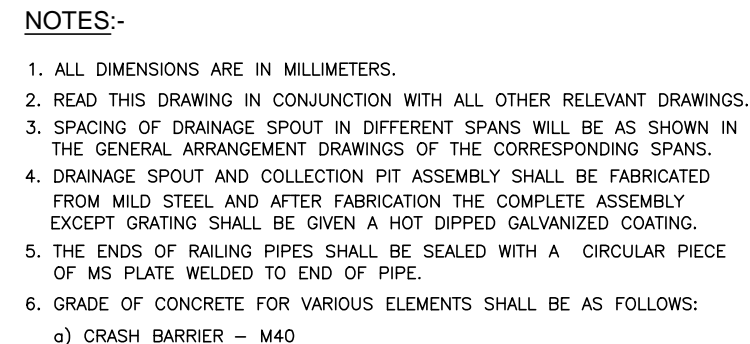 NOTES:-
1. ALL DIMENSIONS ARE IN MILLIMETERS.
2. READ THIS DRAWING IN CONJUNCTION WITH ALL OTHER RELEVANT DRAWINGS.
3. SPACING OF DRAINAGE SPOUT IN DIFFERENT SPANS WILL BE AS SHOWN IN
THE GENERAL ARRANGEMENT DRAWINGS OF THE CORRESPONDING SPANS.
4. DRAINAGE SPOUT AND COLLECTION PIT ASSEMBLY SHALL BE FABRICATED
FROM MILD STEEL AND AFTER FABRICATION THE COMPLETE ASSEMBLY
EXCEPT GRATING SHALL BE GIVEN A HOT DIPPED GALVANIZED COATING.
5. THE ENDS OF RAILING PIPES SHALL BE SEALED WITH A CIRCULAR PIECE
OF MS PLATE WELDED TO END OF PIPE.
6. GRADE OF CONCRETE FOR VARIOUS ELEMENTS SHALL BE AS FOLLOWS:
a) CRASH BARRIER – M40